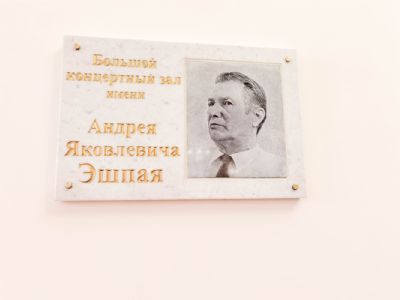 Большой
концертный зал
имени
Андрея
Яковлевича
Эшпая